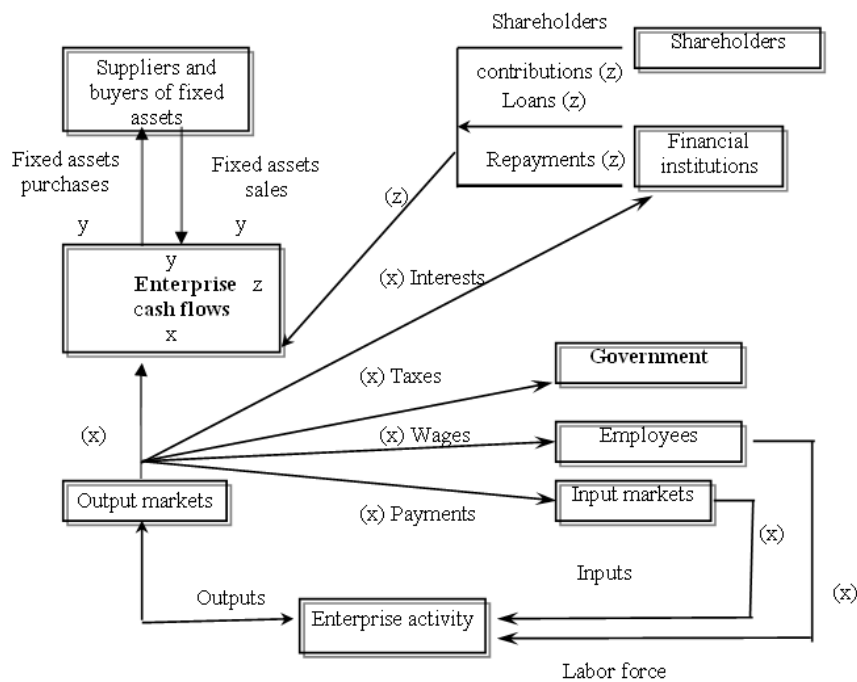 Shareholders
Shareholders
contributions (z)
Loans (z)
Repayments (z)
Financial
institutions
Suppliers and
buyers of fixed
assets
Fixed assets
purchases
Fixed assets
sales
y
y
(z)
y
Enterprise z
cash flows
x
(x) Interests
Government
(x) Taxes
(x)
(x) Wages
Employees
Output markets
(x) Payments
Input markets
(x)
Inputs
Outputs
(x)
Enterprise activity
Labor force